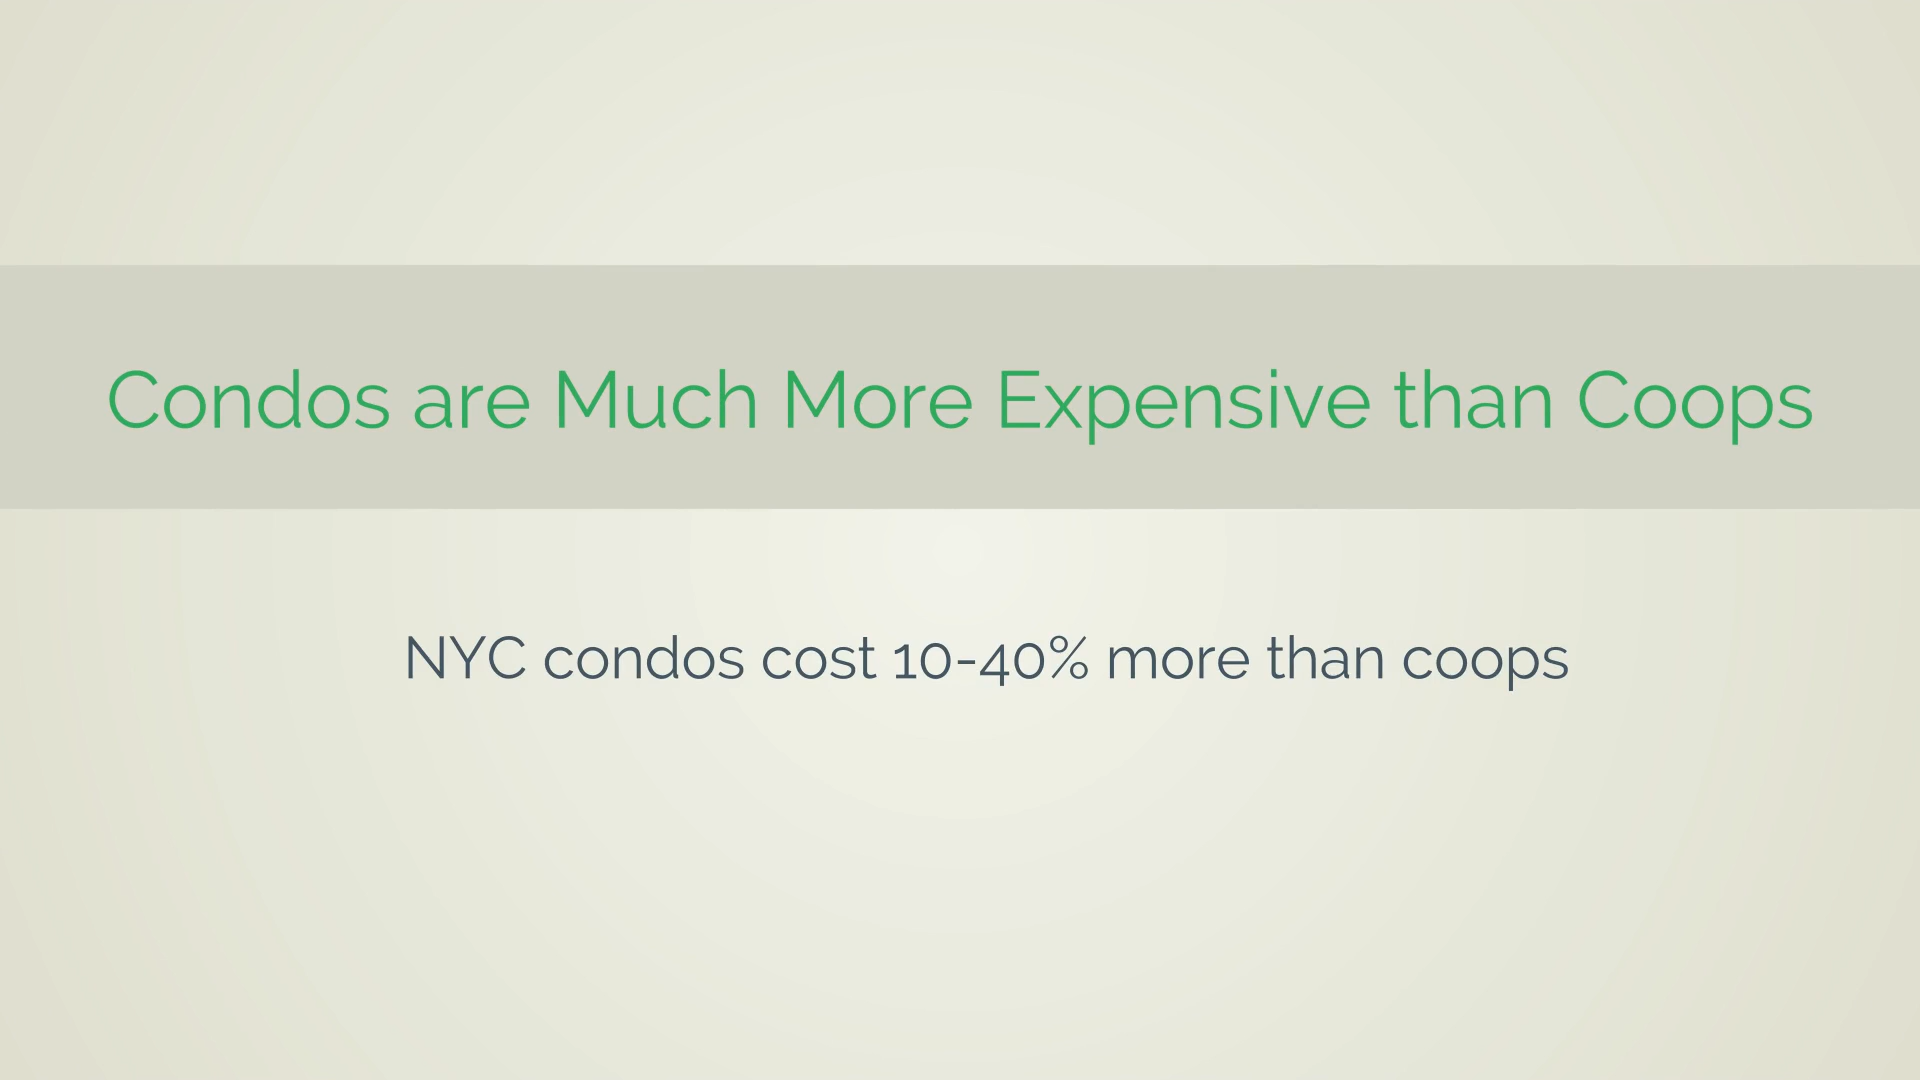 Condos are Much More Expensive than Coops
NYC condos cost 10-40% more than coops